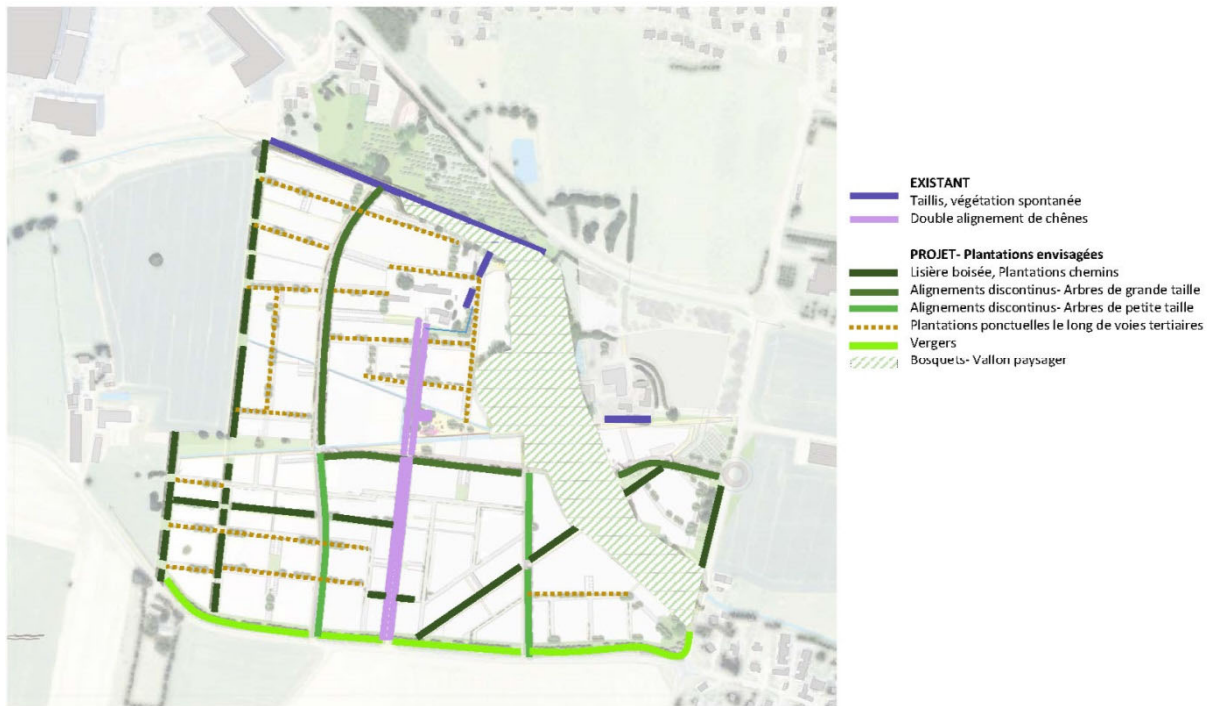 EXISTANT
Taillis, végétation spontanée
Double alignement de chênes
PROJET- Plantations envisagées
Lisière boisée, Plantations chemins
Alignements discontinus- Arbres de grande taille
Alignements discontinus- Arbres de petite taille
Plantations ponctuelles le long de voies tertiaires
Vergers
Bosquets- Vallon paysager